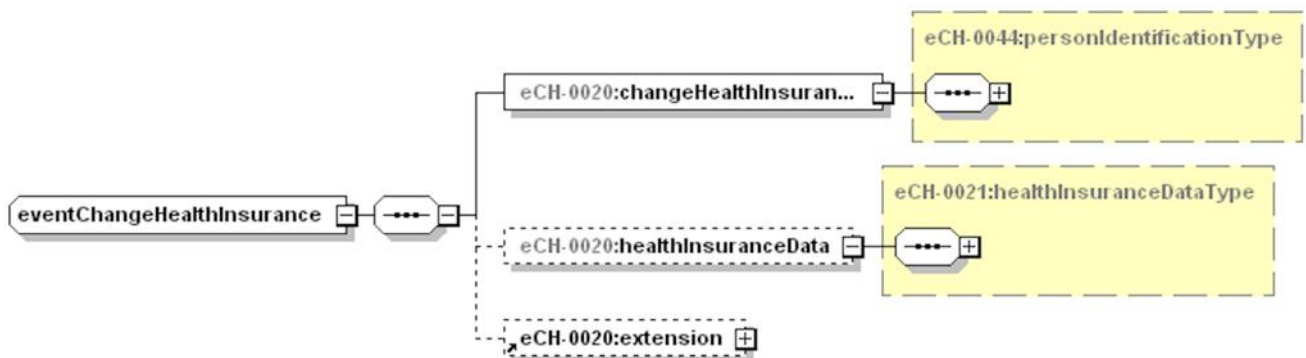 eCH-0044:personIdentificationType
eCH-0020:changeHealthInsuran...
eCH-0021:healthInsuranceDataType
eventChangeHealthInsurance
eCH-0020:healthInsuranceData
eCH-0020:extension